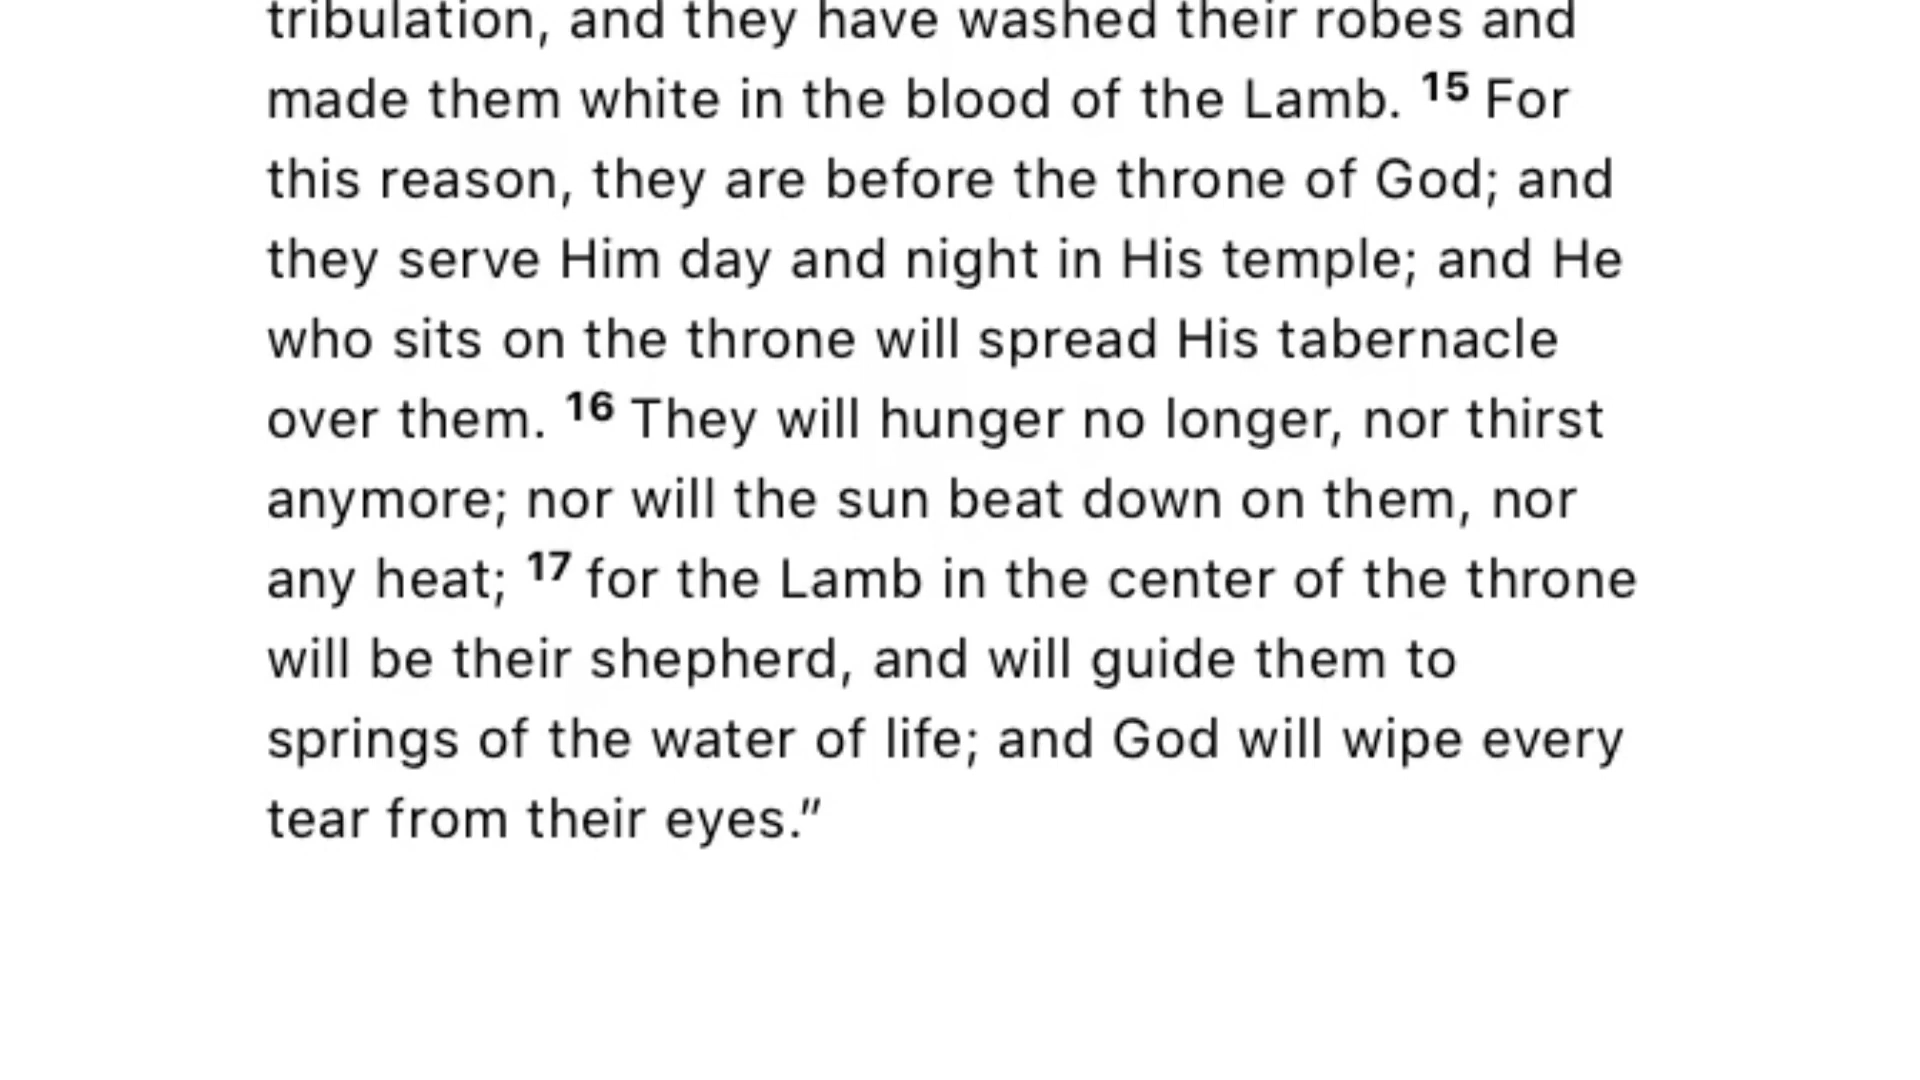 tribulation, and they have washed their robes and
made them white in the blood of the Lamb. 15 For
this reason, they are before the throne of God; and
they serve Him day and night in His temple; and He
who sits on the throne will spread His tabernacle
over them. 16 They will hunger no longer, nor thirst
anymore; nor will the sun beat down on them, nor
any heat; 17 for the Lamb in the center of the throne
will be their shepherd, and will guide them to
springs of the water of life; and God will wipe every
tear from their eyes.”